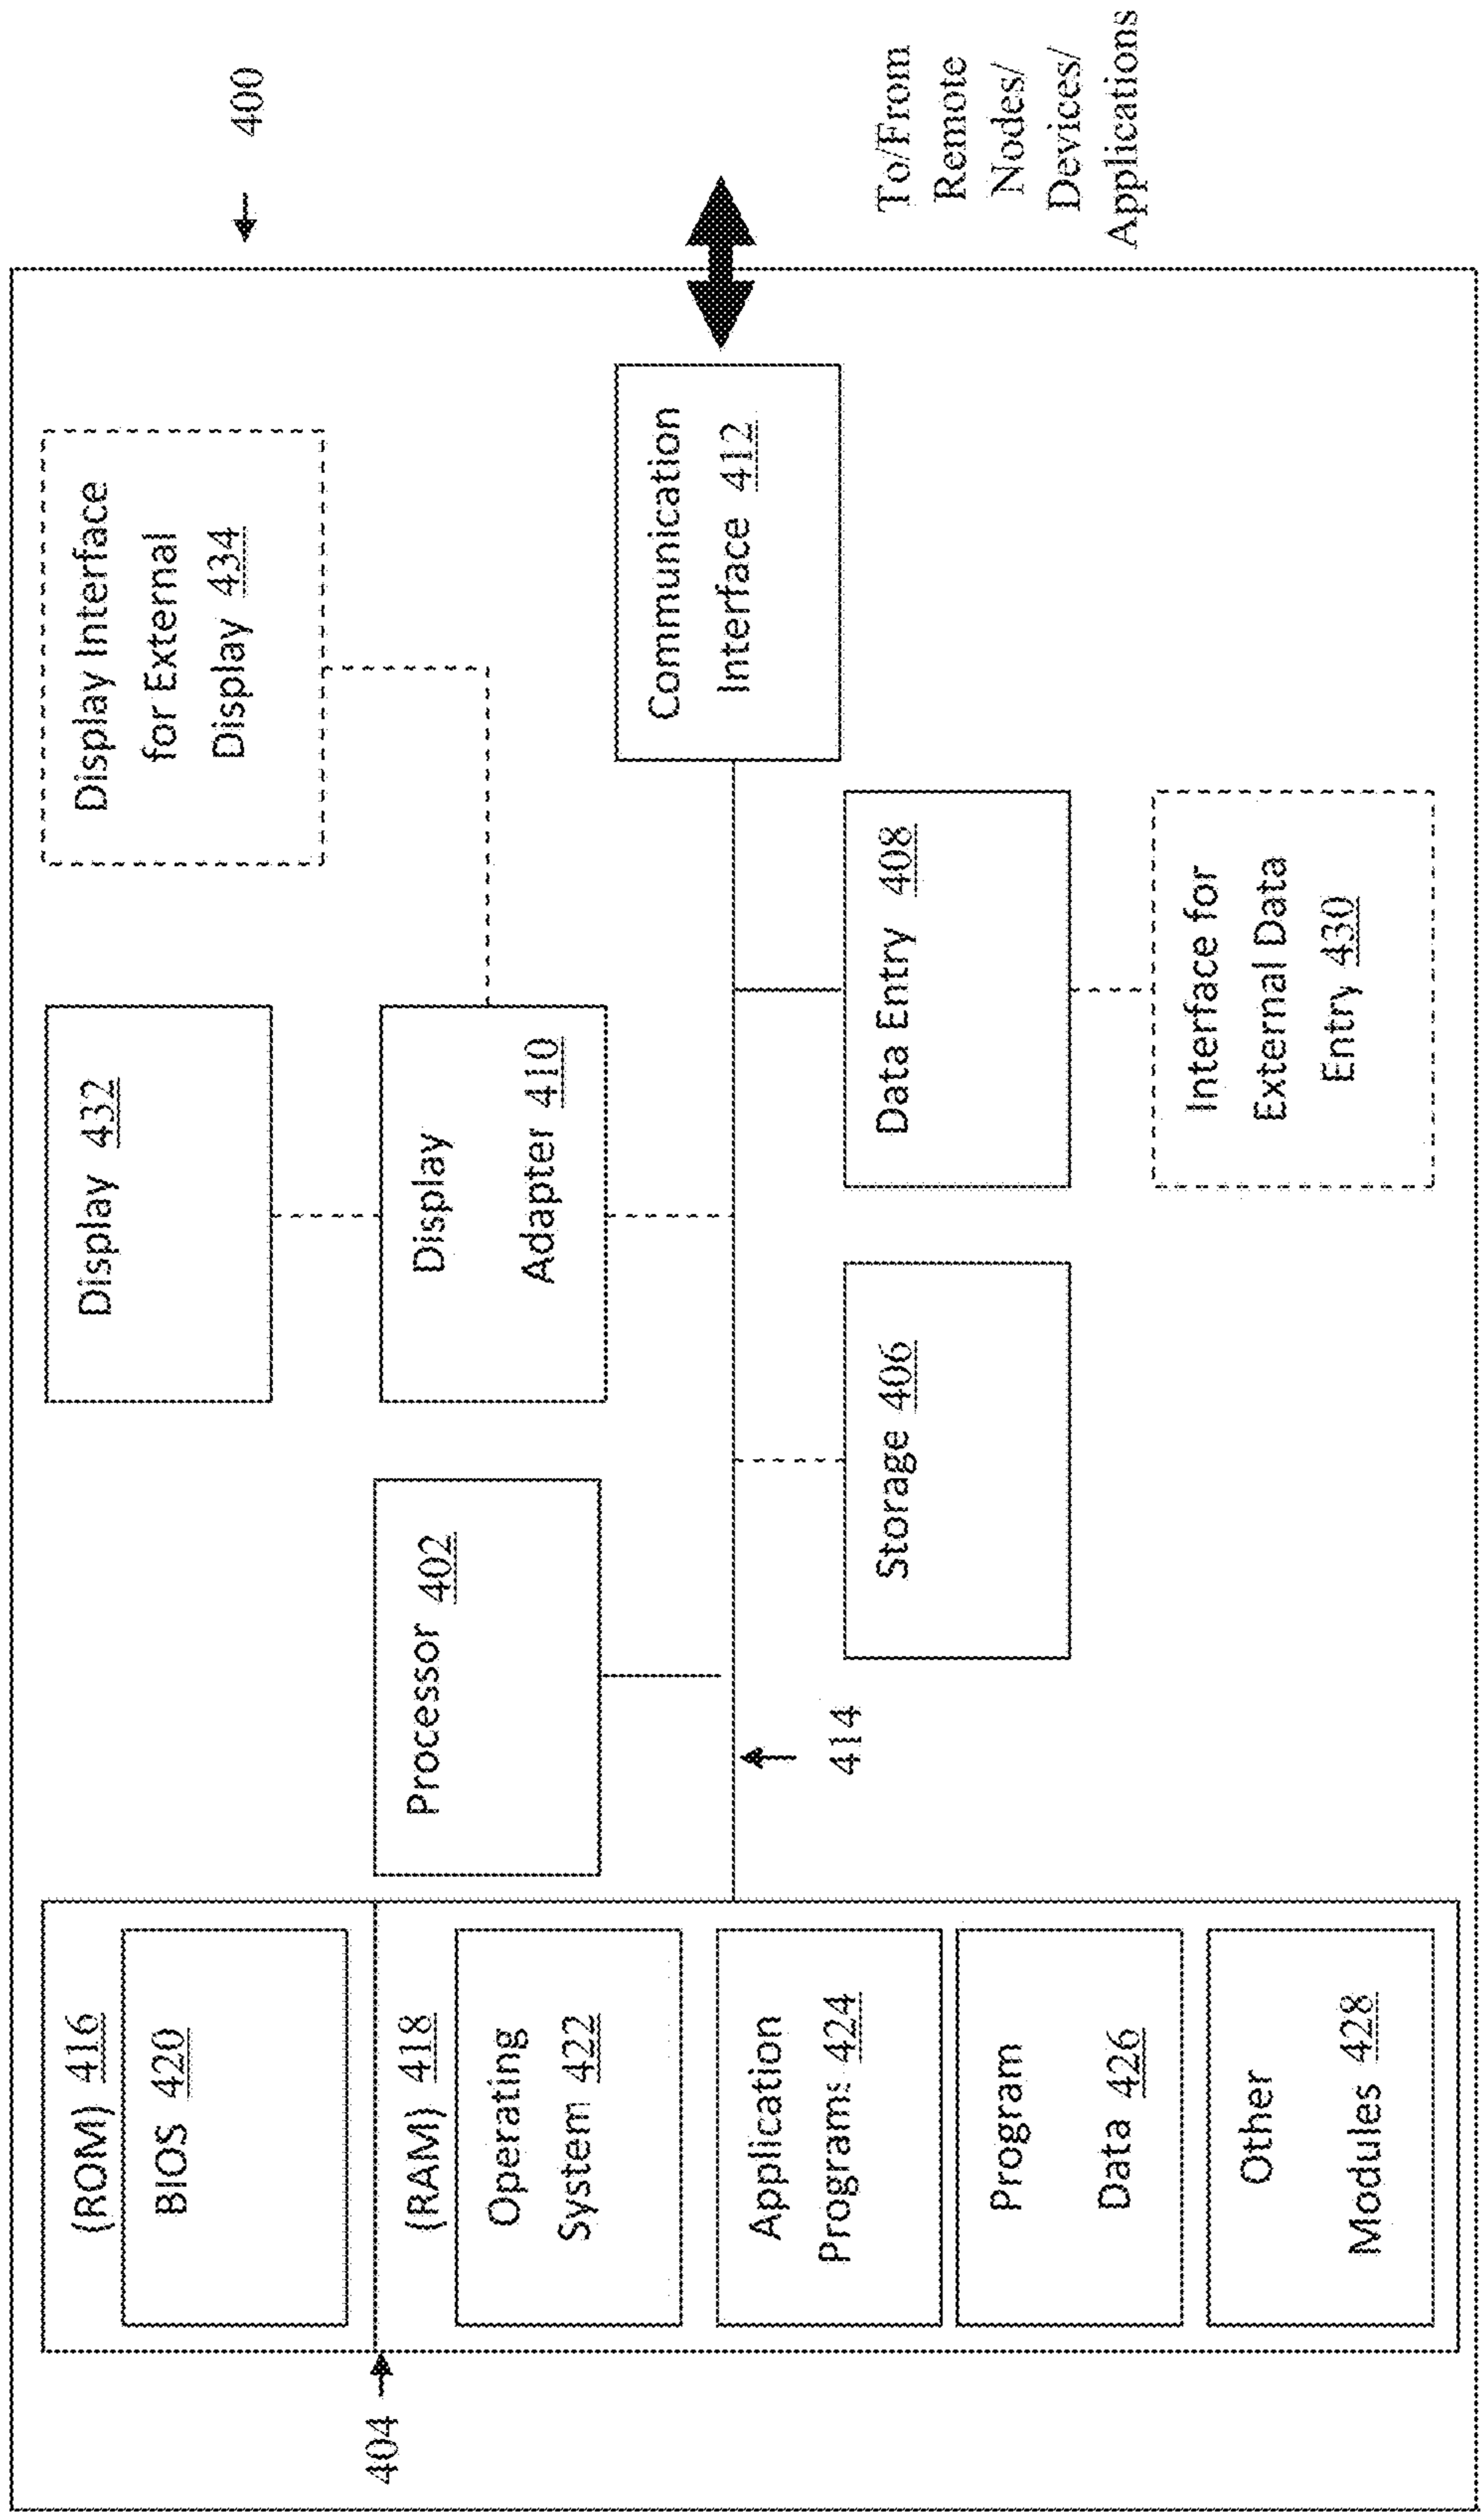 400
(ROM) 416
BIOS 420
404
(RAM) 418
Operating
System 422
Application
Programs 424
Program
Data 426
Other
Modules 428
Processor 402
414
Display 432
Display
Adapter 410
Storage 406
Display Interface
for External
Display 434
Data Entry 408
Interface for
External Data
Entry 430
Communication
Interface 412
To/From
Remote
Nodes/
Devices/
Applications